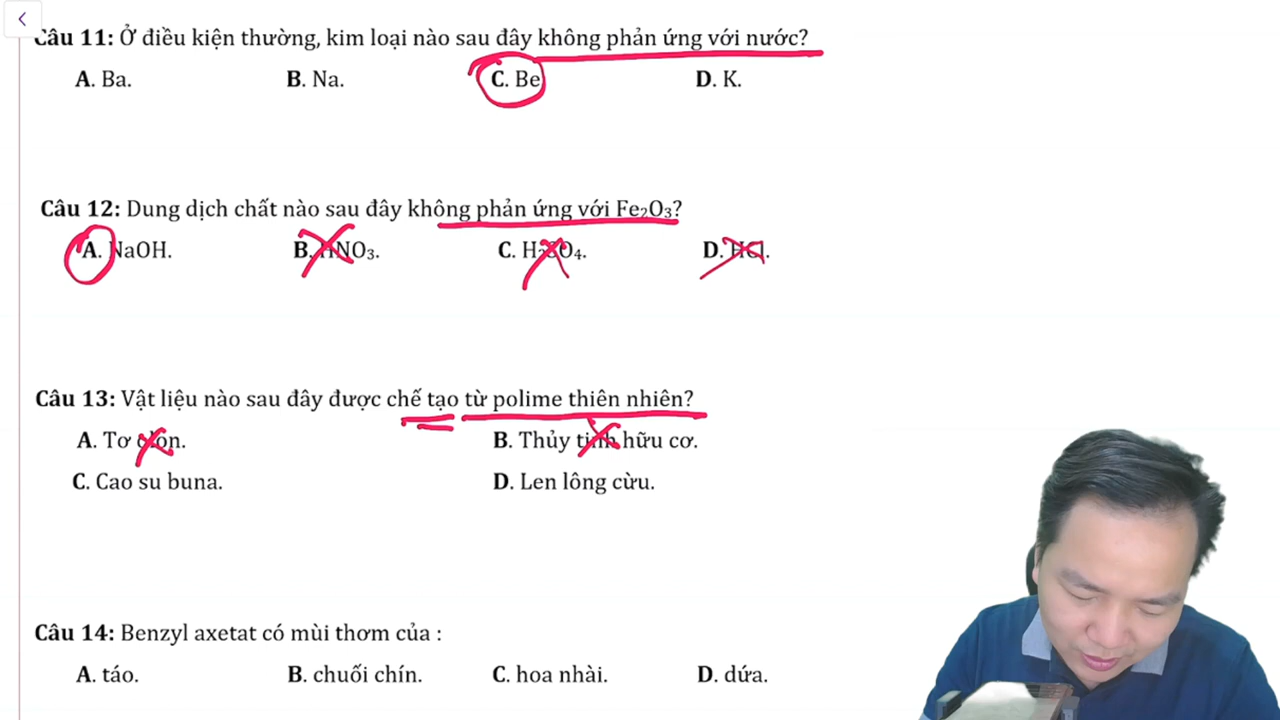 Câu 11: Ở điều kiện thường, kim loại nào sau đây không phản ứng với nước?
A. Ba. B. Na. C. Be D. K.
Câu 12: Dung dịch chất nào sau đây không phản ứng với Fe₂O₃?
A. NaOH. B. HNO₃. C. H₂SO₄. D. HCl.
Câu 13: Vật liệu nào sau đây được chế tạo từ polime thiên nhiên?
A. Tơ olon. B. Thủy tinh hữu cơ.
C. Cao su buna. D. Len lông cừu.
Câu 14: Benzyl axetat có mùi thơm của :
A. táo. B. chuối chín. C. hoa nhài. D. dứa.